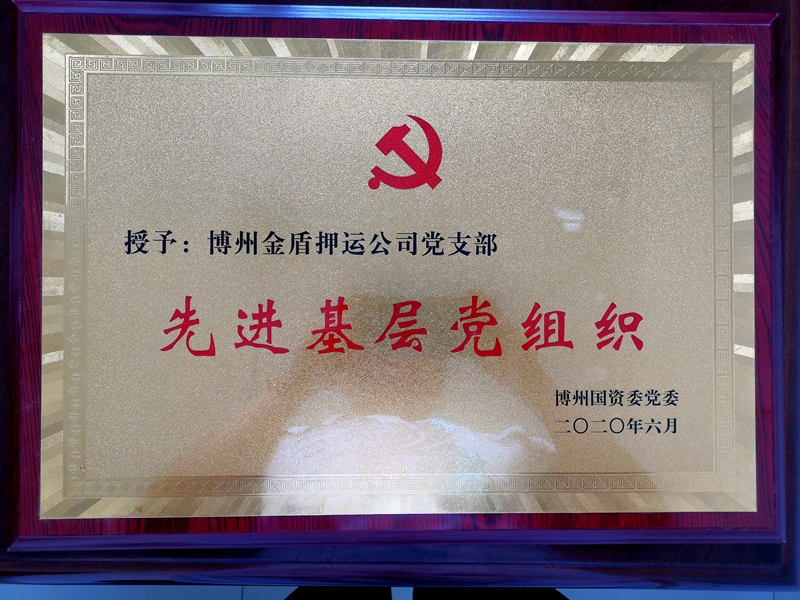 授予：博州金盾押运公司党支部
先进基层党组织
博州国资委党委
二〇二〇年六月